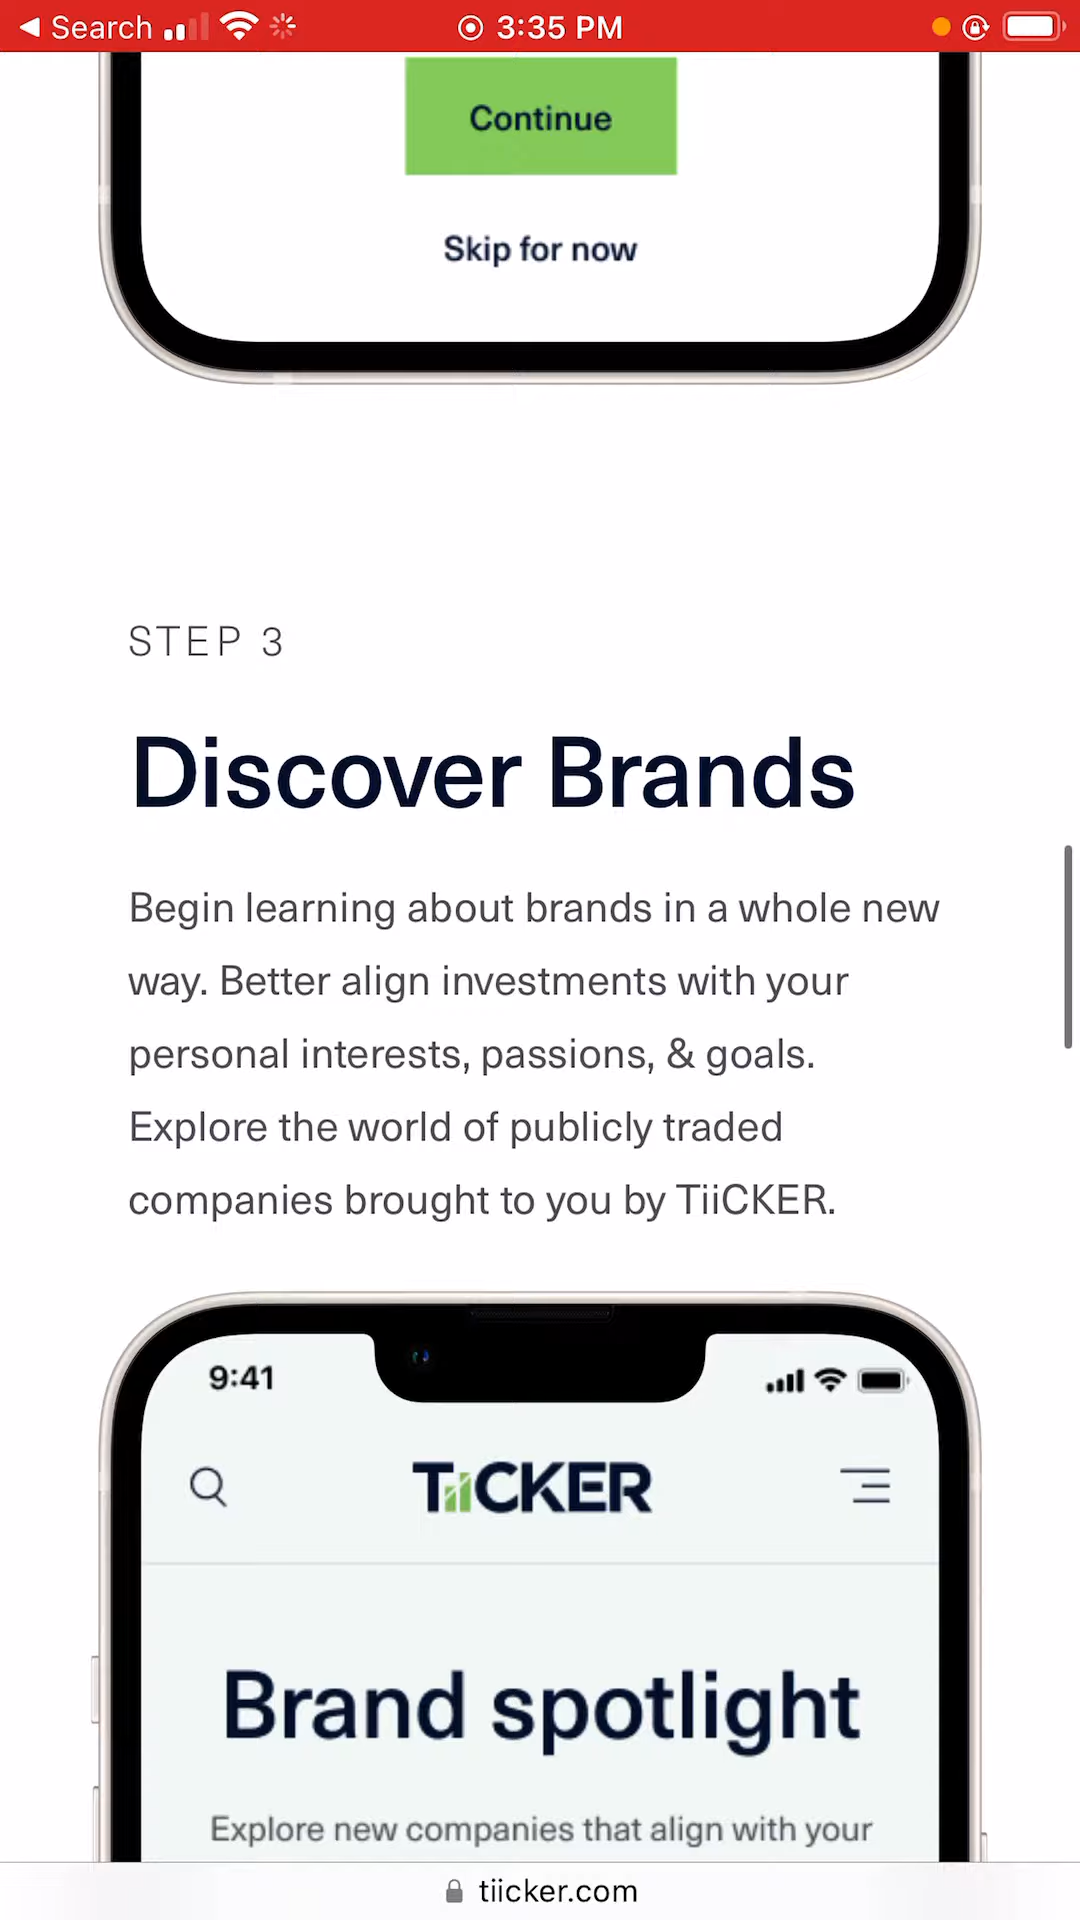 Search 3:35 PM
Continue
Skip for now
STEP 3
Discover Brands
Begin learning about brands in a whole new
way. Better align investments with your
personal interests, passions, & goals.
Explore the world of publicly traded
companies brought to you by TiiCKER.
9:41
TiiCKER
Brand spotlight
Explore new companies that align with your
tiicker.com